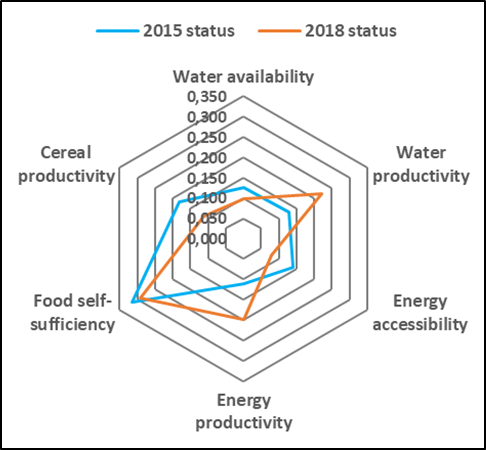 2015 status
2018 status
Water availability
0,350
0,300
0,250
0,200
0,150
0,100
0,050
0,000
Cereal
productivity
Water
productivity
Food self-
sufficiency
Energy
accessibility
Energy
productivity